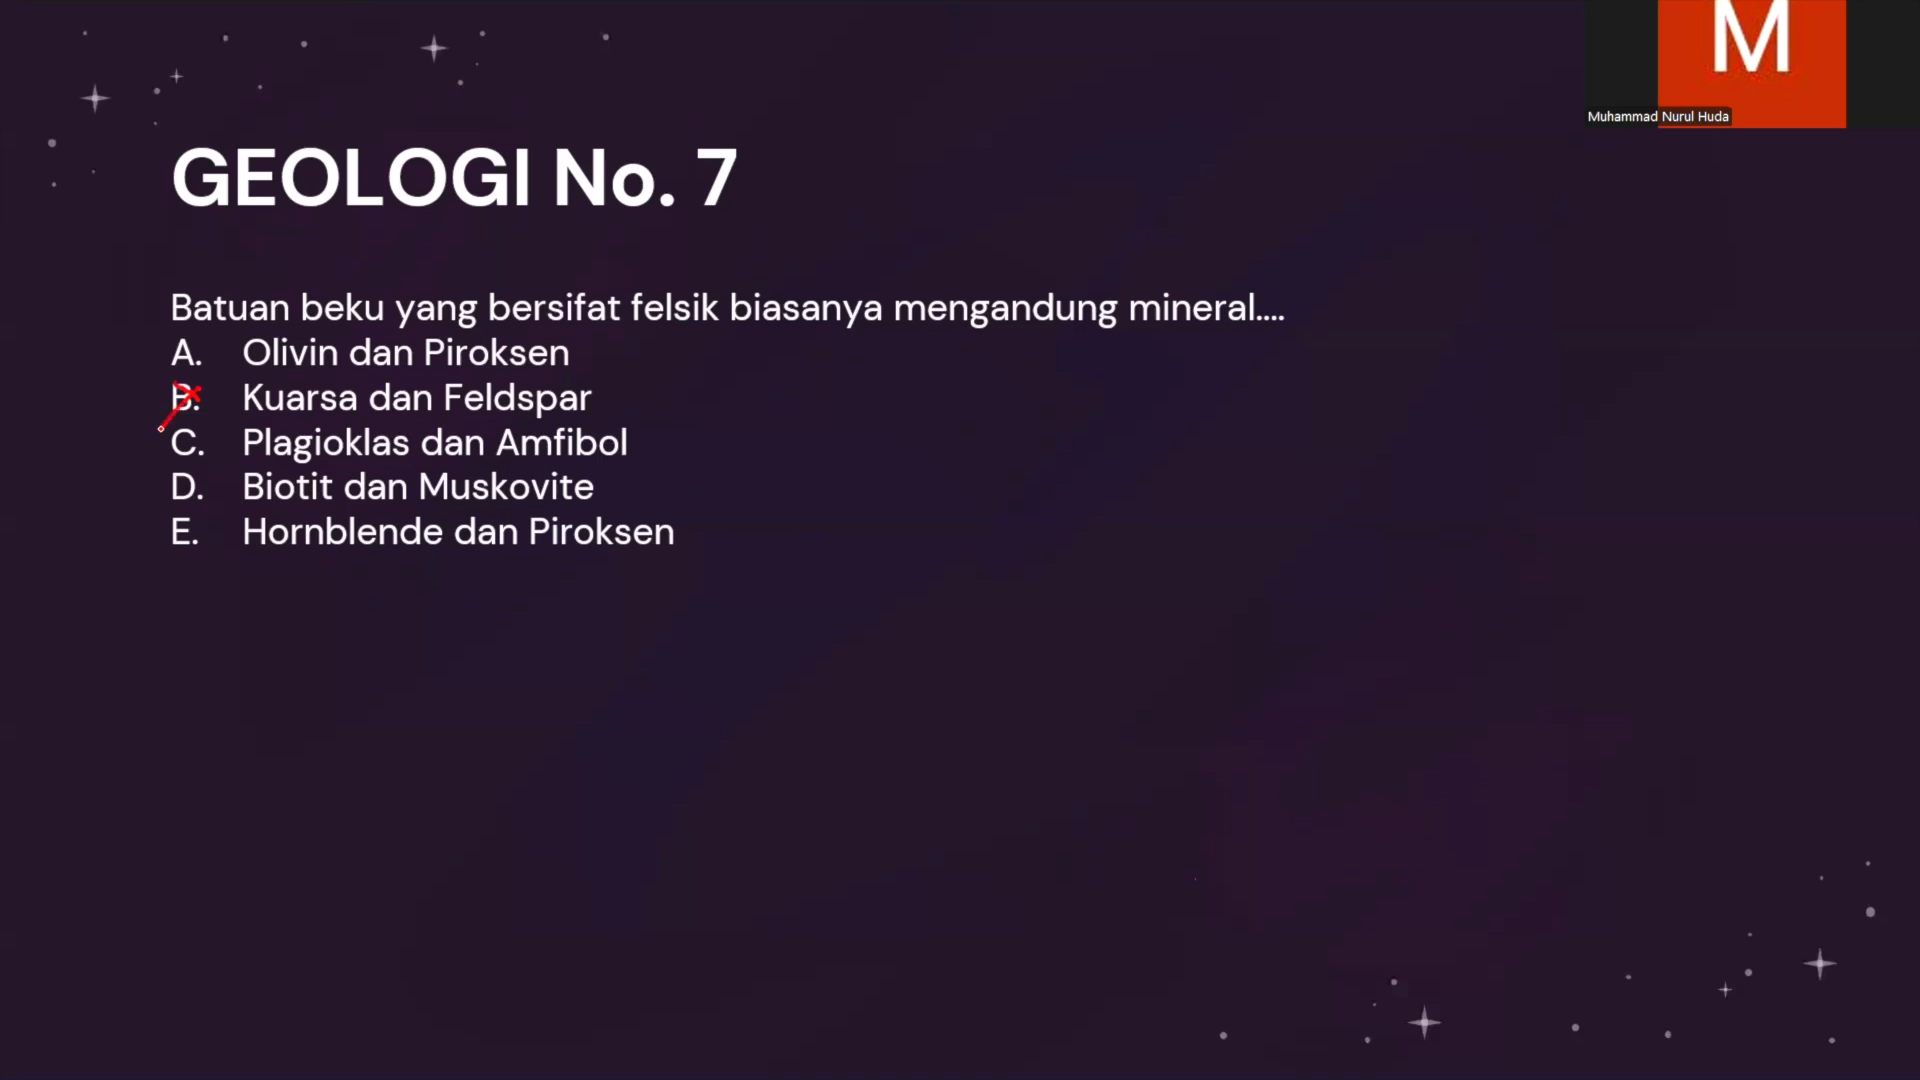 M
Muhammad Nurul Huda
GEOLOGI No. 7
Batuan beku yang bersifat felsik biasanya mengandung mineral....
A. Olivin dan Piroksen
B. Kuarsa dan Feldspar
C. Plagioklas dan Amfibol
D. Biotit dan Muskovite
E. Hornblende dan Piroksen